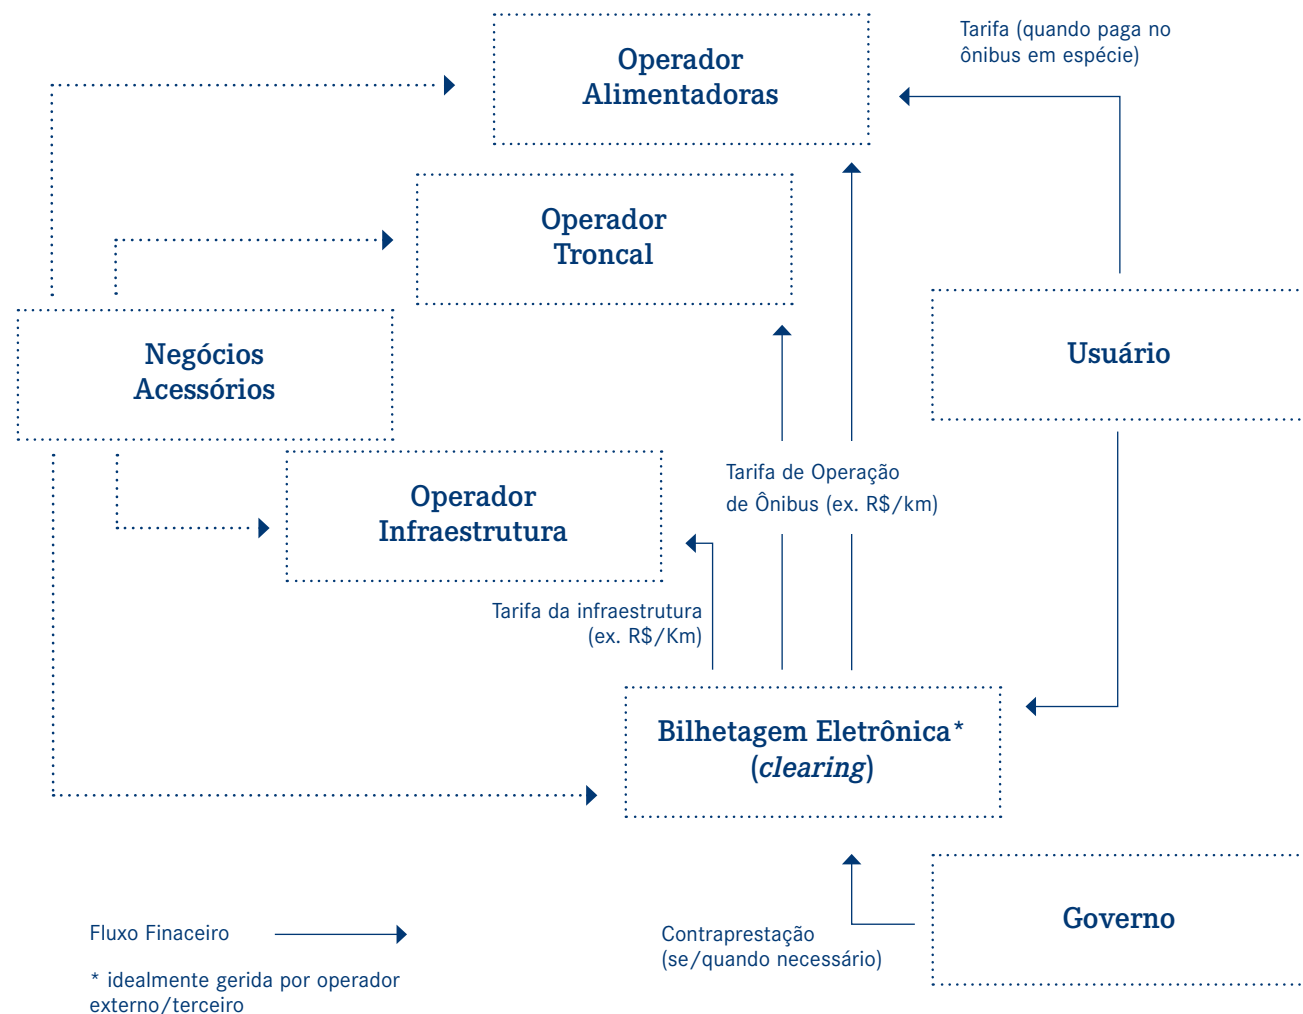 Operador
Alimentadoras
Tarifa (quando paga no
ônibus em espécie)
Operador
Troncal
Negócios
Acessórios
Usuário
Operador
Infraestrutura
Tarifa de Operação
de Ônibus (ex. R$/km)
Tarifa da infraestrutura
(ex. R$/Km)
Bilhetagem Eletrônica*
(clearing)
Governo
Contraprestação
(se/quando necessário)
Fluxo Finaceiro
* idealmente gerida por operador
externo/terceiro